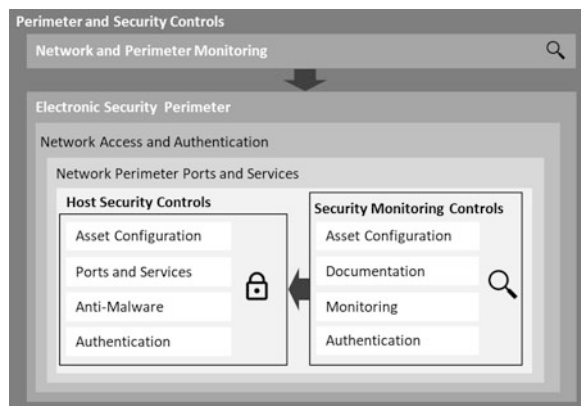 Perimeter and Security Controls
Network and Perimeter Monitoring
Electronic Security Perimeter
Network Access and Authentication
Network Perimeter Ports and Services
Host Security Controls
Asset Configuration
Ports and Services
Anti-Malware
Authentication
Security Monitoring Controls
Asset Configuration
Documentation
Monitoring
Authentication